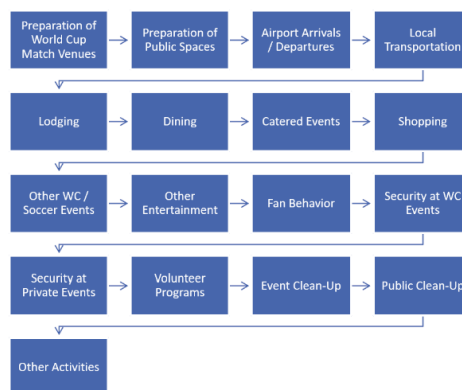 Preparation of
World Cup
Match Venues
Preparation of
Public Spaces
Airport Arrivals
/ Departures
Local
Transportation
Lodging
Dining
Catered Events
Shopping
Other WC /
Soccer Events
Other
Entertainment
Fan Behavior
Security at WC
Events
Security at
Private Events
Volunteer
Programs
Event Clean-Up
Public Clean-Up
Other Activities